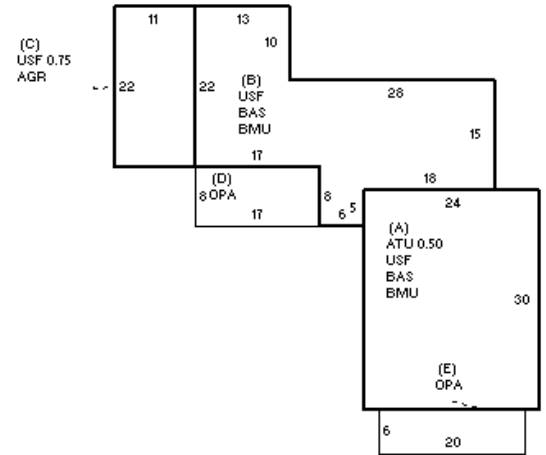 11
13
10
(C)
USF 0.75
AGR
22
22
(B)
USF
BAS
BMU
28
15
17
18
(D)
8
OPA
8
5
24
17
6
(A)
ATU 0.50
USF
BAS
BMU
30
(E)
OPA
6
20